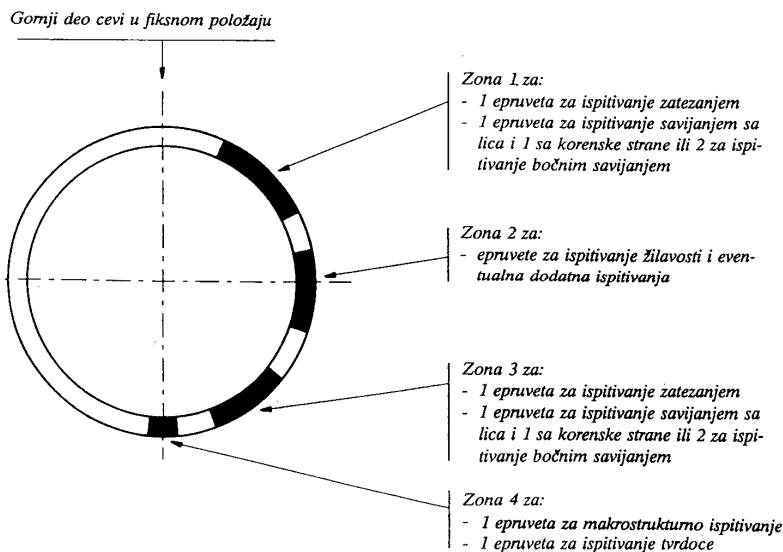 Gornji deo cevi u fiksnom položaju
Zona 1 za:
- 1 epruveta za ispitivanje zatezanjem
- 1 epruveta za ispitivanje savijanjem sa
lica i 1 sa korenske strane ili 2 za ispi-
tivanje bočnim savijanjem
Zona 2 za:
- epruvete za ispitivanje žilavosti i even-
tualna dodatna ispitivanja
Zona 3 za:
- 1 epruveta za ispitivanje zatezanjem
- 1 epruveta za ispitivanje savijanjem sa
lica i 1 sa korenske strane ili 2 za ispi-
tivanje bočnim savijanjem
Zona 4 za:
- 1 epruveta za makrostrukturno ispitivanje
- 1 epruveta za ispitivanje tvrdoce